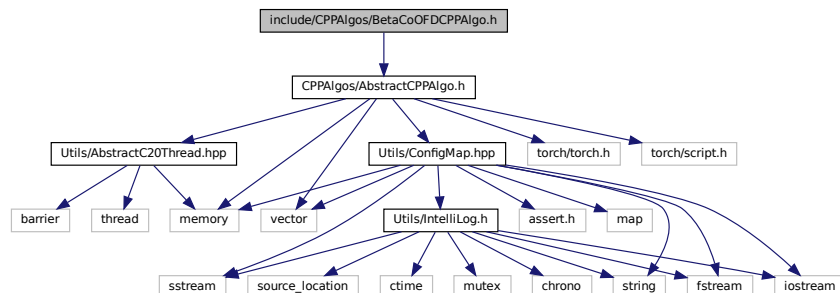 include/CPPAlgos/BetaCoOFDCPPAlgo.h
CPPAlgos/AbstractCPPAlgo.h
Utils/AbstractC20Thread.hpp
Utils/ConfigMap.hpp
torch/torch.h
torch/script.h
barrier
thread
memory
vector
Utils/IntelliLog.h
assert.h
map
sstream
source_location
ctime
mutex
chrono
string
fstream
iostream